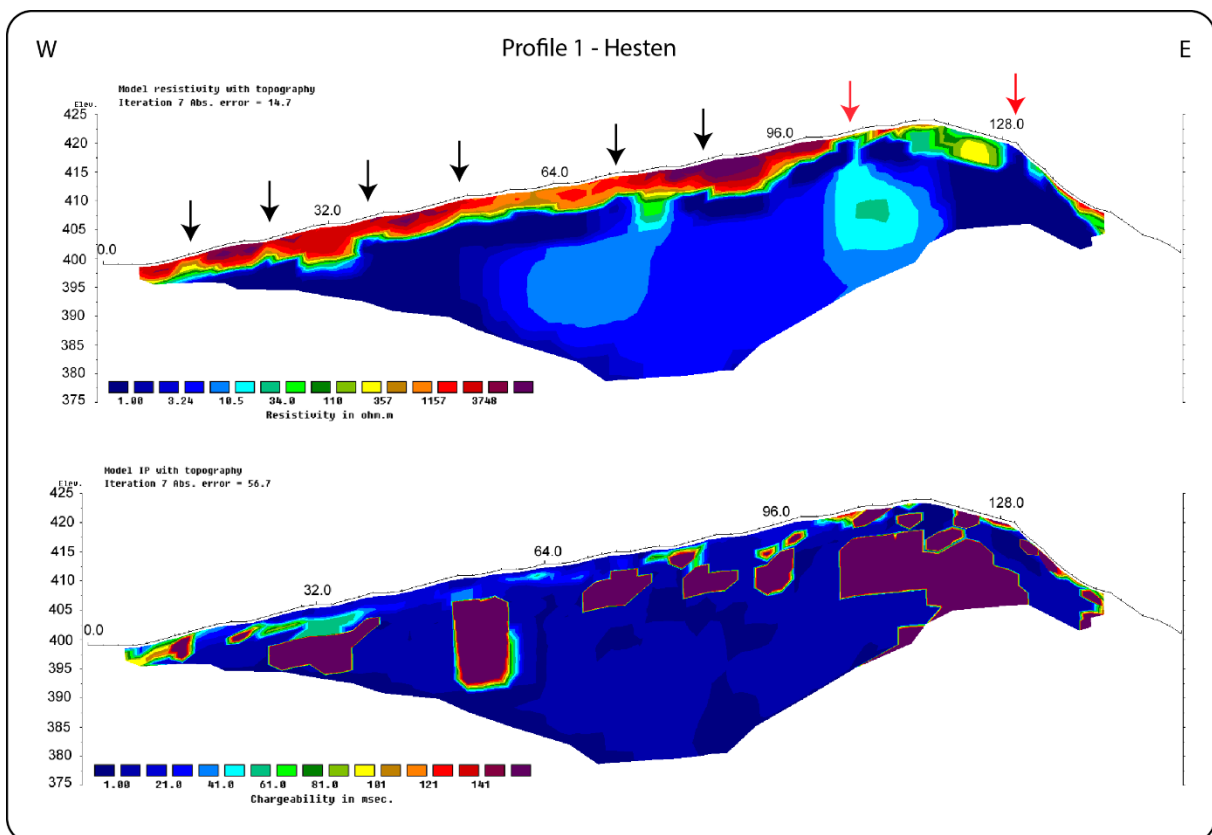 W Profile 1 - Hesten E
Model resistivity with topography
Iteration 7 Abs. error = 14.7
Elev.
425
420
415
410
405
400
395
390
385
380
375
0.0 32.0 64.0 96.0 128.0
1.00 3.24 10.5 34.0 110 357 1157 3748
Resistivity in ohm.m
Model IP with topography
Iteration 7 Abs. error = 56.7
Elev.
425
420
415
410
405
400
395
390
385
380
375
0.0 32.0 64.0 96.0 128.0
1.00 21.0 41.0 61.0 81.0 101 121 141
Chargeability in msec.